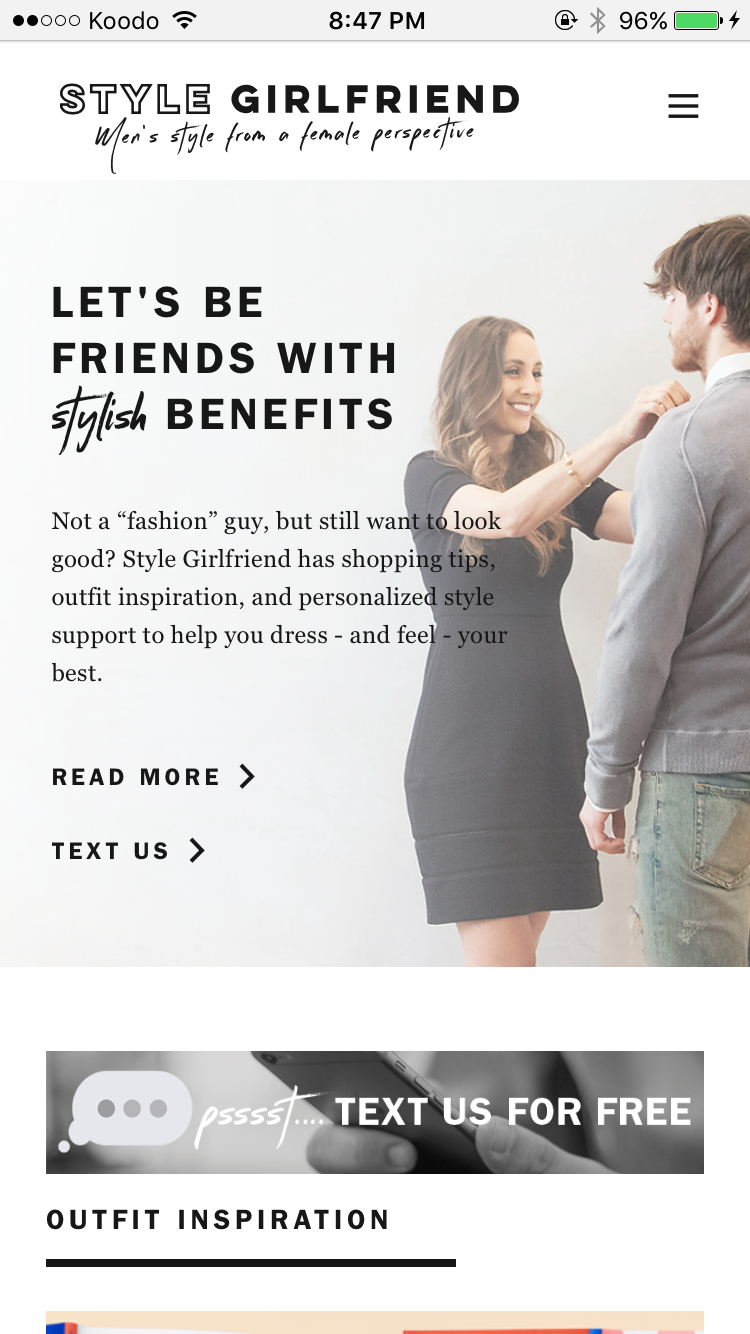 Koodo 8:47 PM 96%
STYLE GIRLFRIEND
Men's style from a female perspective
LET'S BE
FRIENDS WITH
stylish BENEFITS
Not a “fashion” guy, but still want to look
good? Style Girlfriend has shopping tips,
outfit inspiration, and personalized style
support to help you dress - and feel - your
best.
READ MORE
TEXT US
psssst.... TEXT US FOR FREE
OUTFIT INSPIRATION